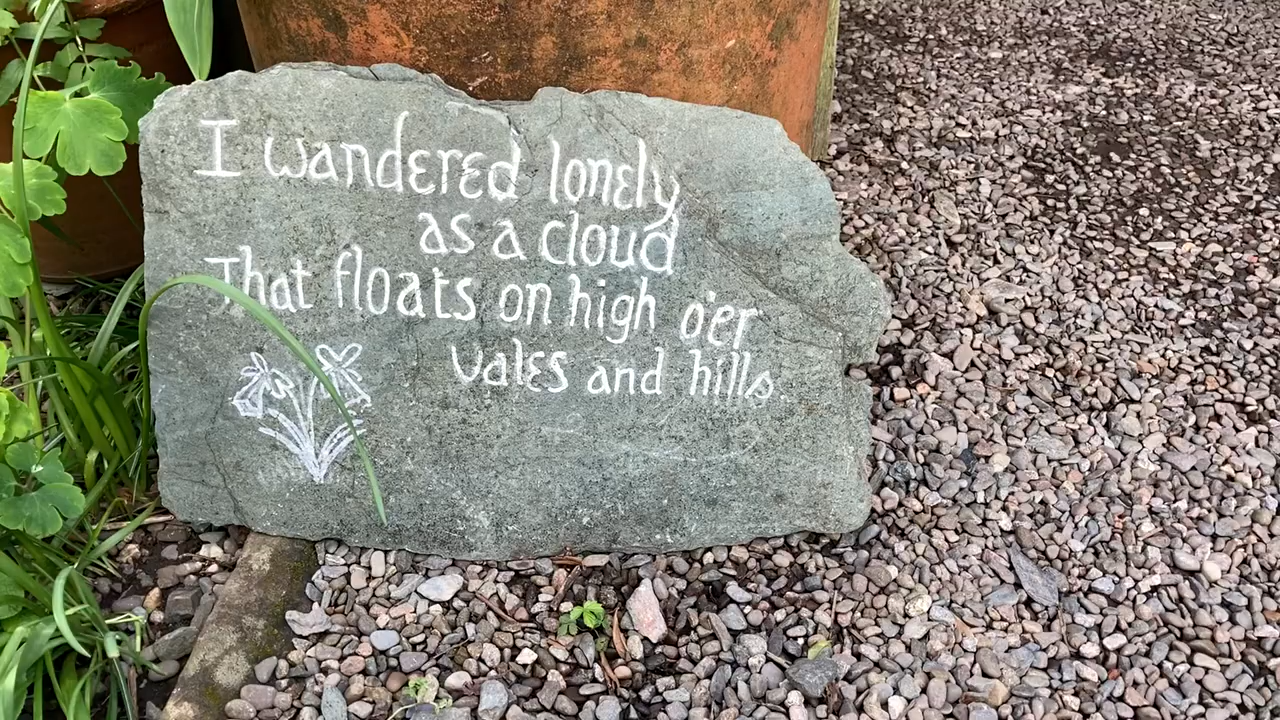 I wandered lonely
as a cloud
That floats on high o'er
vales and hills.